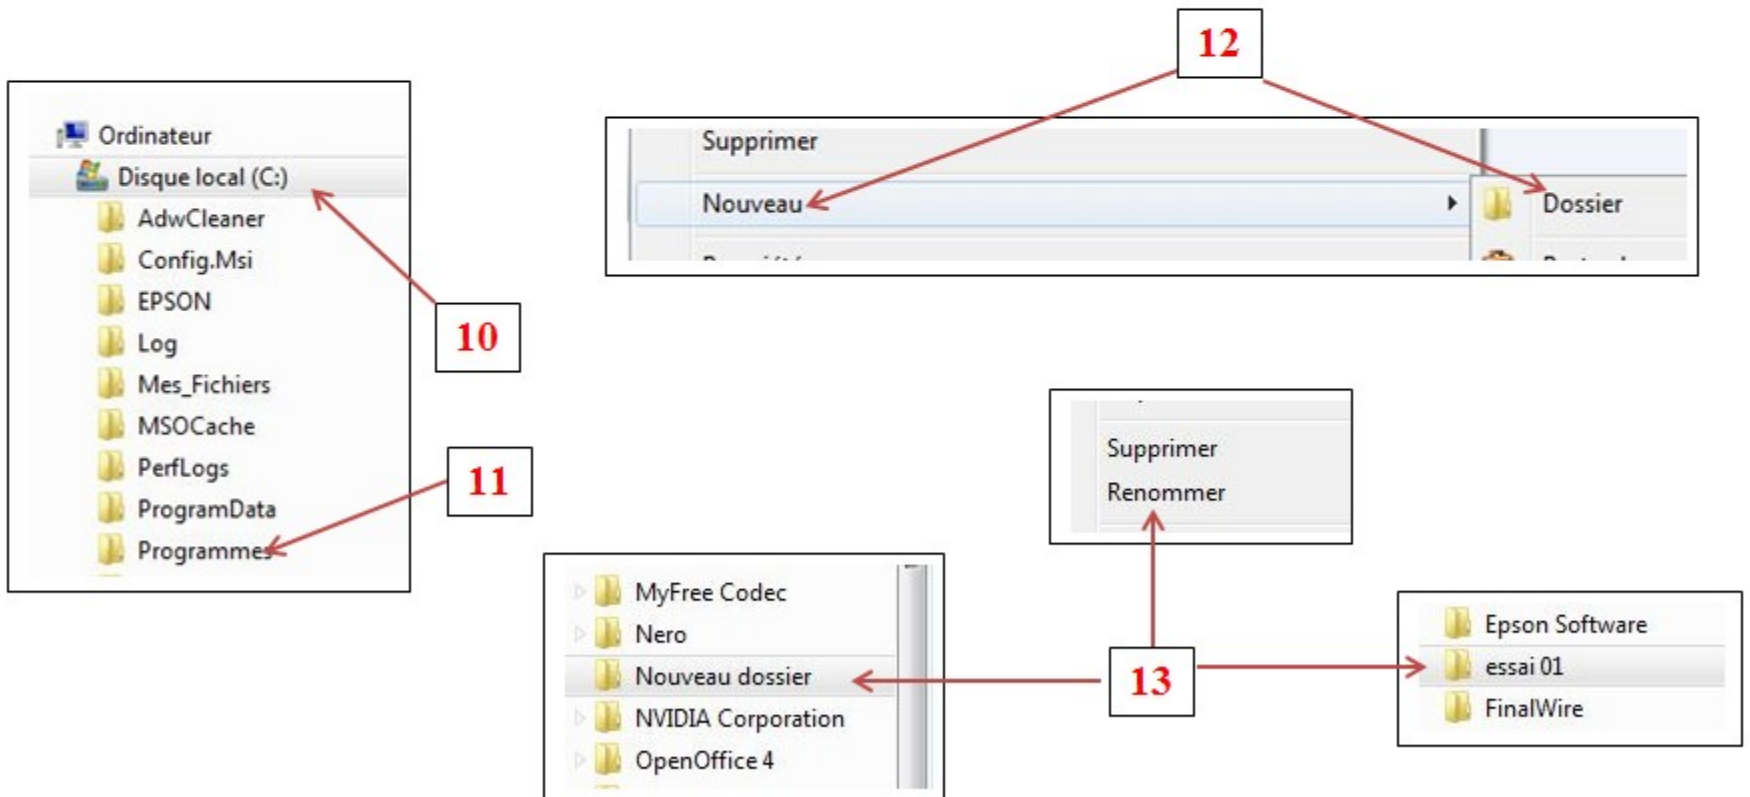 12
Ordinateur
Disque local (C:)
AdwCleaner
Config.Msi
EPSON
Log
Mes_Fichiers
MSOCache
PerfLogs
ProgramData
Programmes
10
11
Supprimer
Nouveau
Dossier
Supprimer
Renommer
MyFree Codec
Nero
Nouveau dossier
NVIDIA Corporation
OpenOffice 4
13
Epson Software
essai 01
FinalWire